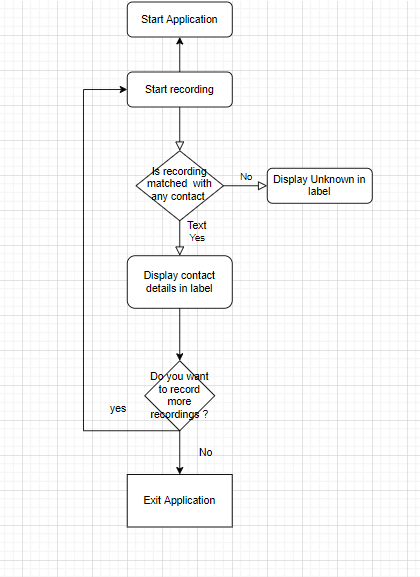 Start Application
Start recording
Is recording
matched with
any contact
No
Display Unknown in
label
Text
Yes
Display contact
details in label
Do you want
to record
more
recordings ?
yes
No
Exit Application